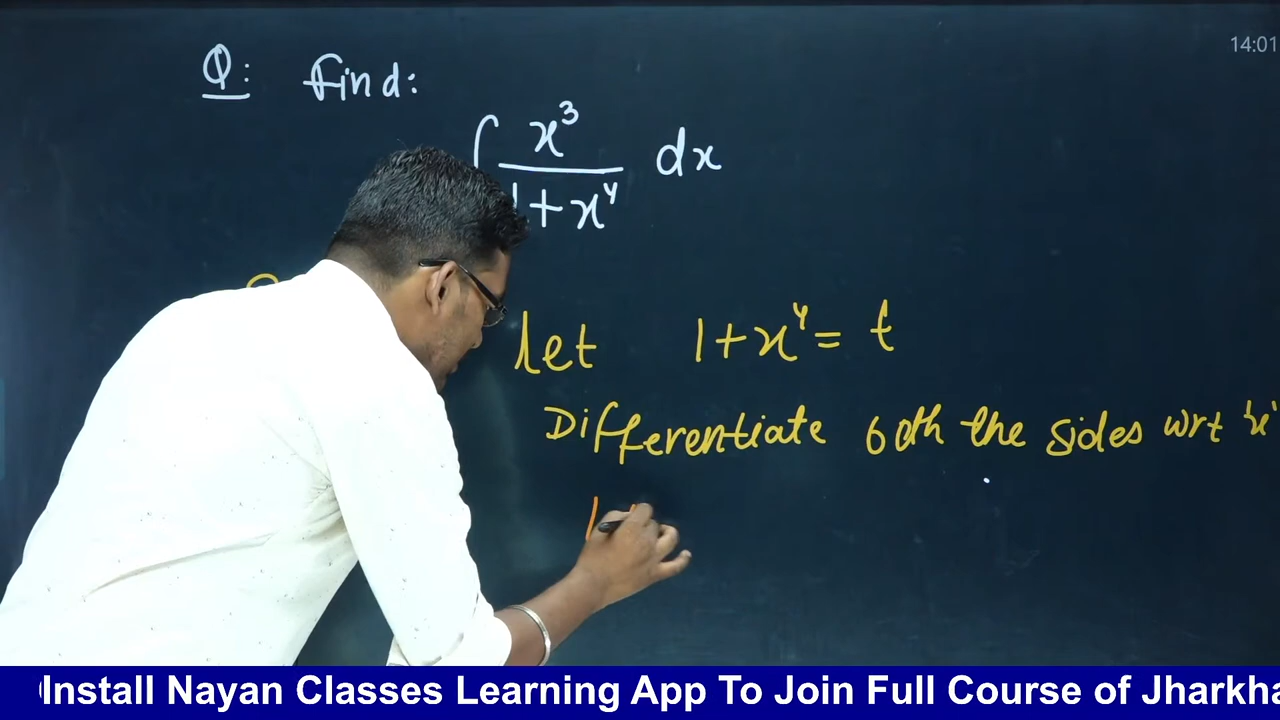 14:01
Q: Find:
∫ x³
dx
1+x⁴
let 1+x⁴= t
Differentiate both the sides wrt 'x'
Install Nayan Classes Learning App To Join Full Course of Jharkha